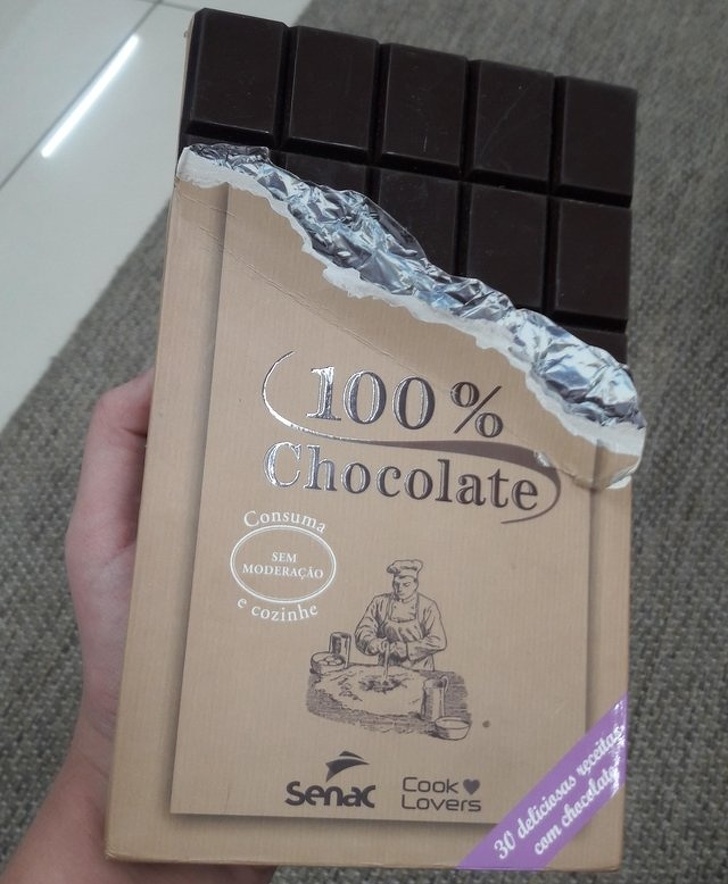 100%
Chocolate
Consuma
SEM
MODERAÇÃO
e cozinhe
senac
Cook
Lovers
30 deliciosas receitas
com chocolate